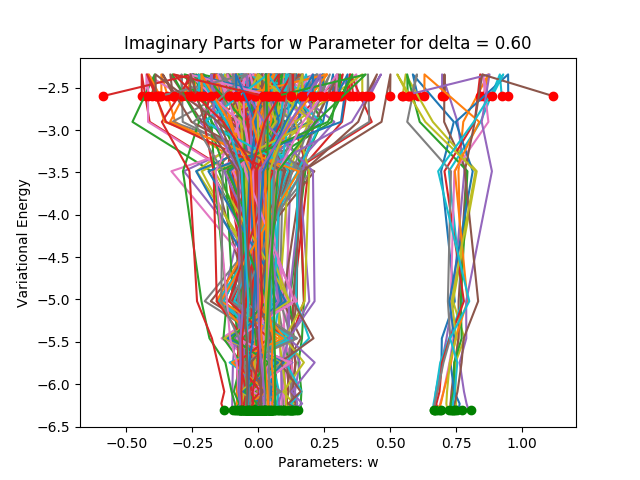 Imaginary Parts for w Parameter for delta = 0.60
Variational Energy
−2.5
−3.0
−3.5
−4.0
−4.5
−5.0
−5.5
−6.0
−6.5
−0.50 −0.25 0.00 0.25 0.50 0.75 1.00
Parameters: w